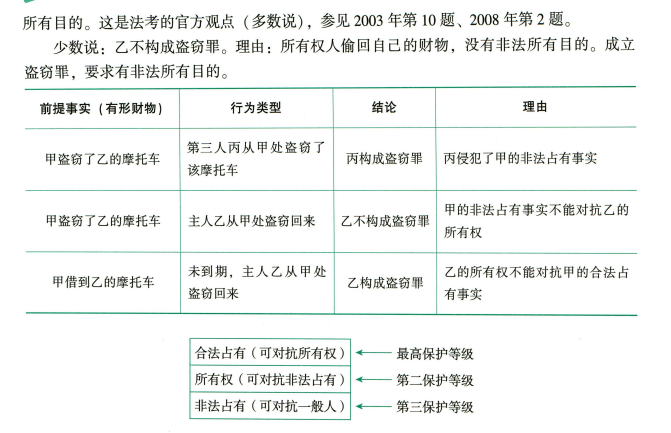 所有目的。这是法考的官方观点（多数说），参见 2003 年第 10 题、2008 年第 2 题。
少数说：乙不构成盗窃罪。理由：所有权人偷回自己的财物，没有非法所有目的。成立
盗窃罪，要求有非法所有目的。
前提事实（有形财物） 行为类型 结论 理由
甲盗窃了乙的摩托车 第三人丙从甲处盗窃了
该摩托车 丙构成盗窃罪 丙侵犯了甲的非法占有事实
甲盗窃了乙的摩托车 主人乙从甲处盗窃回来 乙不构成盗窃罪 甲的非法占有事实不能对抗乙的
所有权
甲借到乙的摩托车 未到期，主人乙从甲处
盗窃回来 乙构成盗窃罪 乙的所有权不能对抗甲的合法占
有事实
合法占有（可对抗所有权） 最高保护等级
所有权（可对抗非法占有） 第二保护等级
非法占有（可对抗一般人） 第三保护等级